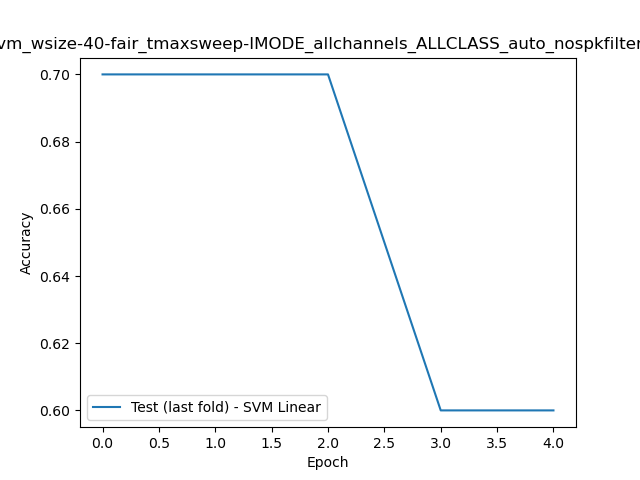 vm_wsize-40-fair_tmaxsweep-IMODE_allchannels_ALLCLASS_auto_nospkfilter
0.70
0.68
0.66
0.64
0.62
0.60
Accuracy
Test (last fold) - SVM Linear
0.0 0.5 1.0 1.5 2.0 2.5 3.0 3.5 4.0
Epoch